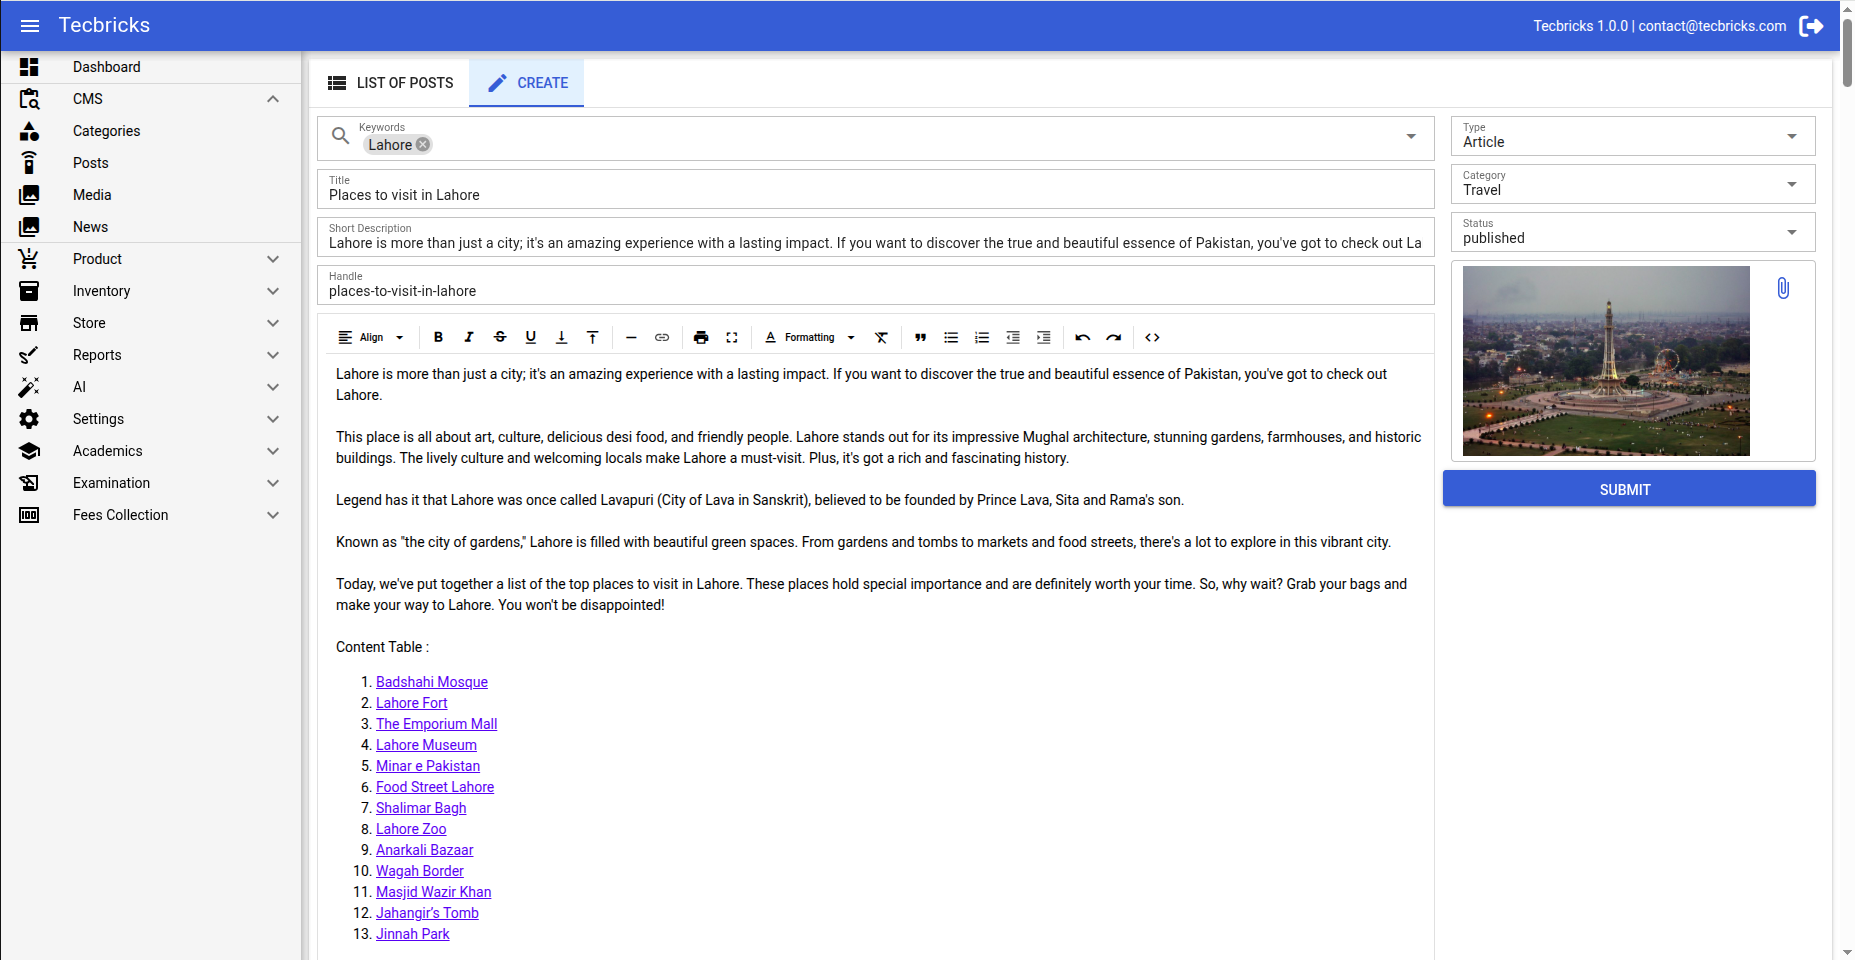 Tecbricks
Tecbricks 1.0.0 | contact@tecbricks.com
Dashboard
CMS
Categories
Posts
Media
News
Product
Inventory
Store
Reports
AI
Settings
Academics
Examination
Fees Collection
LIST OF POSTS
CREATE
Keywords
Lahore
Title
Places to visit in Lahore
Short Description
Lahore is more than just a city; it's an amazing experience with a lasting impact. If you want to discover the true and beautiful essence of Pakistan, you've got to check out La
Handle
places-to-visit-in-lahore
Align
B I S U
A Formatting
Lahore is more than just a city; it's an amazing experience with a lasting impact. If you want to discover the true and beautiful essence of Pakistan, you've got to check out
Lahore.
This place is all about art, culture, delicious desi food, and friendly people. Lahore stands out for its impressive Mughal architecture, stunning gardens, farmhouses, and historic
buildings. The lively culture and welcoming locals make Lahore a must-visit. Plus, it's got a rich and fascinating history.
Legend has it that Lahore was once called Lavapuri (City of Lava in Sanskrit), believed to be founded by Prince Lava, Sita and Rama's son.
Known as "the city of gardens," Lahore is filled with beautiful green spaces. From gardens and tombs to markets and food streets, there's a lot to explore in this vibrant city.
Today, we've put together a list of the top places to visit in Lahore. These places hold special importance and are definitely worth your time. So, why wait? Grab your bags and
make your way to Lahore. You won't be disappointed!
Content Table :
1. Badshahi Mosque
2. Lahore Fort
3. The Emporium Mall
4. Lahore Museum
5. Minar e Pakistan
6. Food Street Lahore
7. Shalimar Bagh
8. Lahore Zoo
9. Anarkali Bazaar
10. Wagah Border
11. Masjid Wazir Khan
12. Jahangir’s Tomb
13. Jinnah Park
Type
Article
Category
Travel
Status
published
SUBMIT